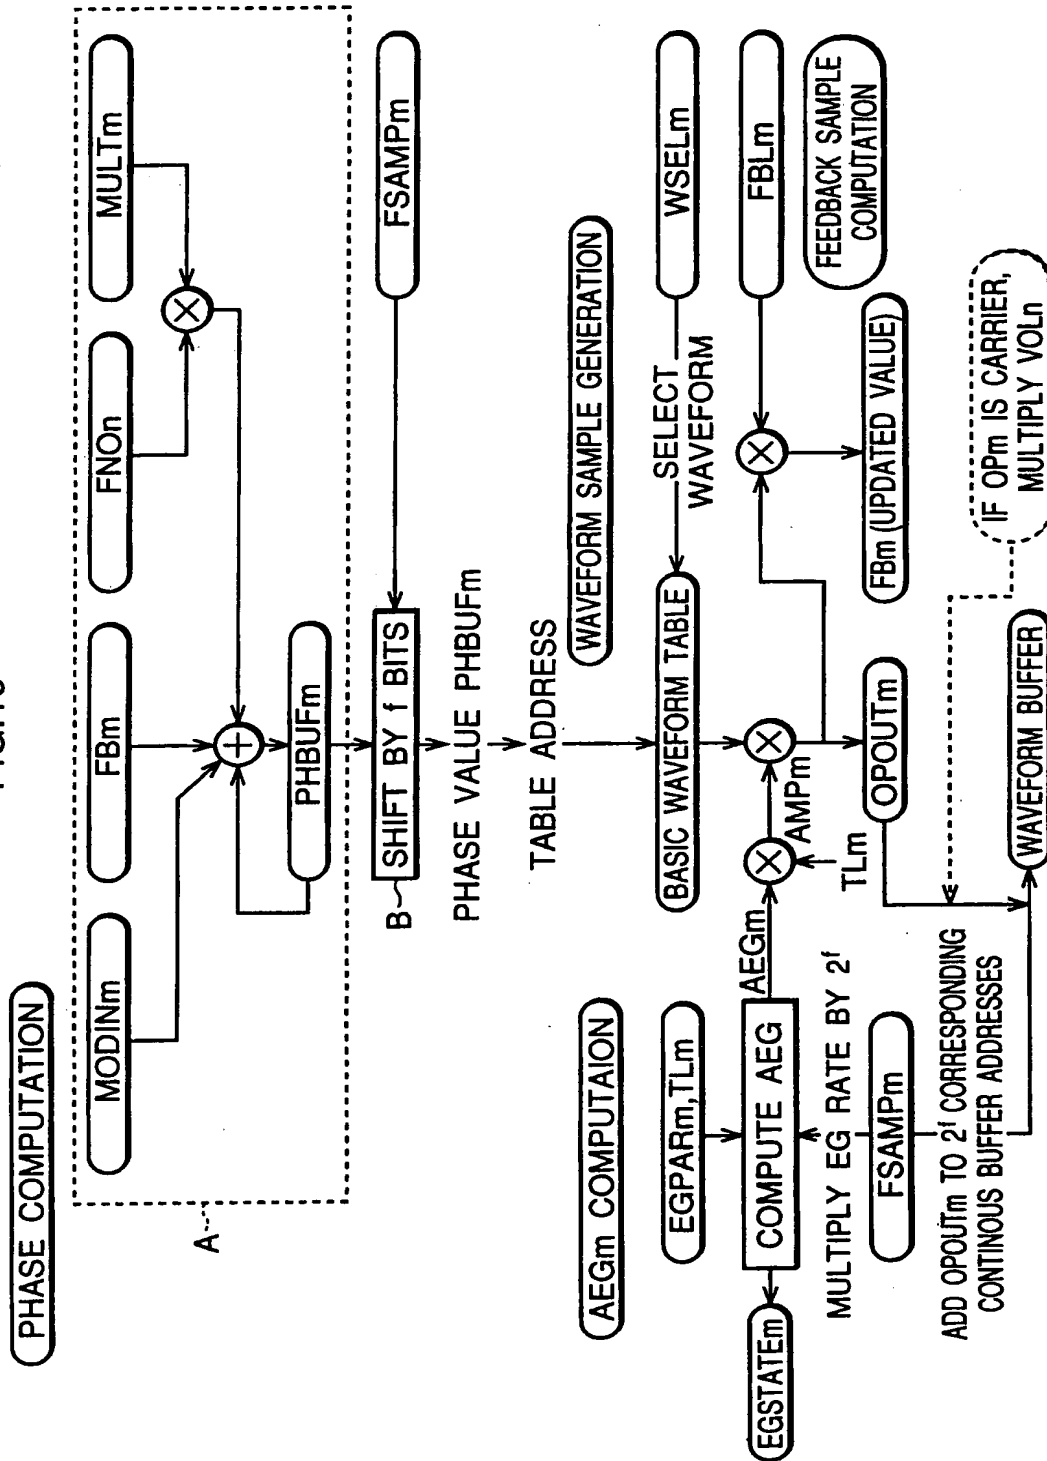 PHASE COMPUTATION
MODINm
FBm
FNOn
MULTm
A
PHBUFm
FSAMPm
B
SHIFT BY f BITS
PHASE VALUE PHBUFm
TABLE ADDRESS
AEGm COMPUTAION
WAVEFORM SAMPLE GENERATION
EGPARm,TLm
BASIC WAVEFORM TABLE
SELECT
WAVEFORM
WSELm
EGSTATEm
COMPUTE AEG
AEGm
AMPm
TLm
FBLm
MULTIPLY EG RATE BY 2f
FEEDBACK SAMPLE
COMPUTATION
FSAMPm
OPOUTm
FBm (UPDATED VALUE)
ADD OPOUTm TO 2f CORRESPONDING
CONTINOUS BUFFER ADDRESSES
IF OPm IS CARRIER,
MULTIPLY VOLn
WAVEFORM BUFFER